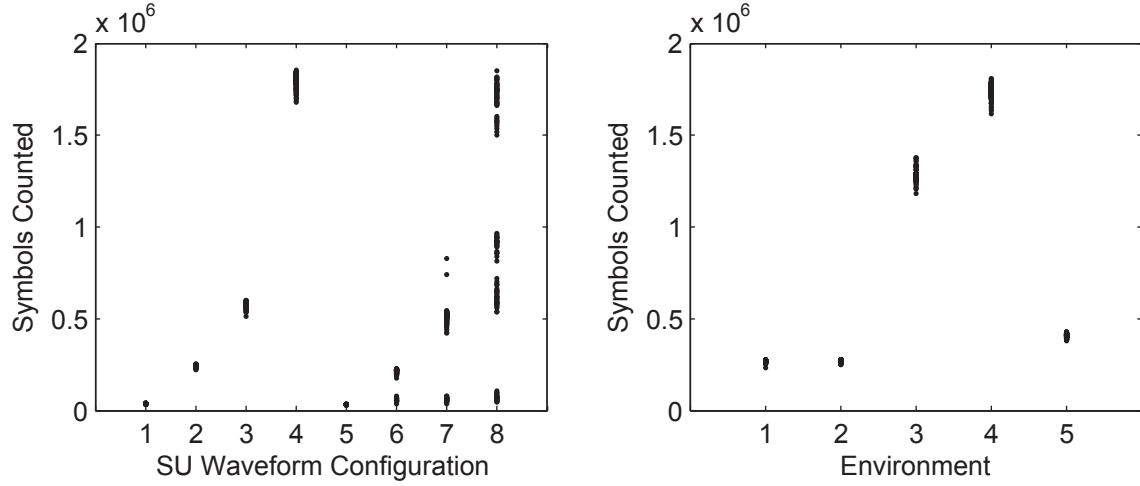 x 10^6
2
1.5
1
0.5
0
Symbols Counted
1 2 3 4 5 6 7 8
SU Waveform Configuration
x 10^6
2
1.5
1
0.5
0
Symbols Counted
1 2 3 4 5
Environment